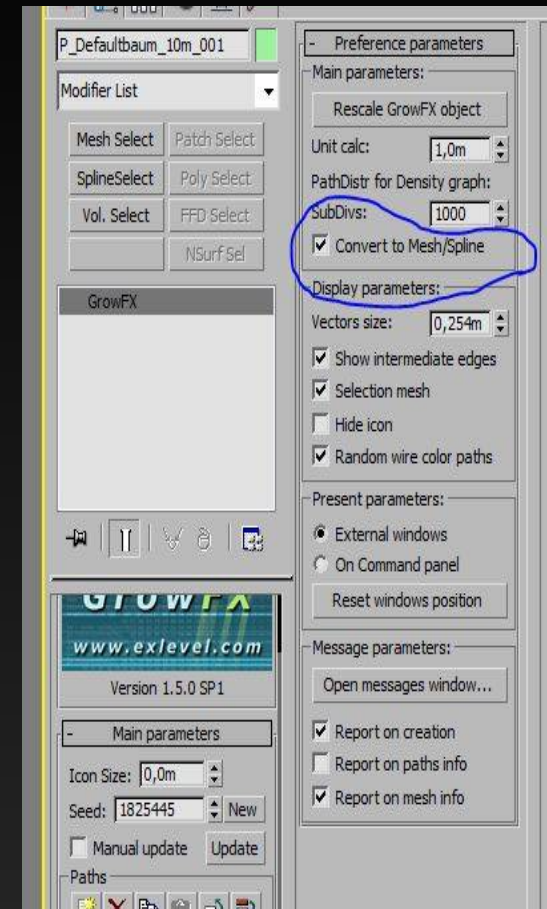 P_Defaultbaum_10m_001
Modifier List
Mesh Select
Patch Select
SplineSelect
Poly Select
Vol. Select
FFD Select
NSurf Sel
GrowFX
GROWFX
www.exlevel.com
Version 1.5.0 SP1
- Main parameters
Icon Size: 0,0m
Seed: 1825445 New
Manual update Update
Paths
- Preference parameters
Main parameters:
Rescale GrowFX object
Unit calc: 1,0m
PathDistr for Density graph:
SubDivs: 1000
Convert to Mesh/Spline
Display parameters:
Vectors size: 0,254m
Show intermediate edges
Selection mesh
Hide icon
Random wire color paths
Present parameters:
External windows
On Command panel
Reset windows position
Message parameters:
Open messages window...
Report on creation
Report on paths info
Report on mesh info